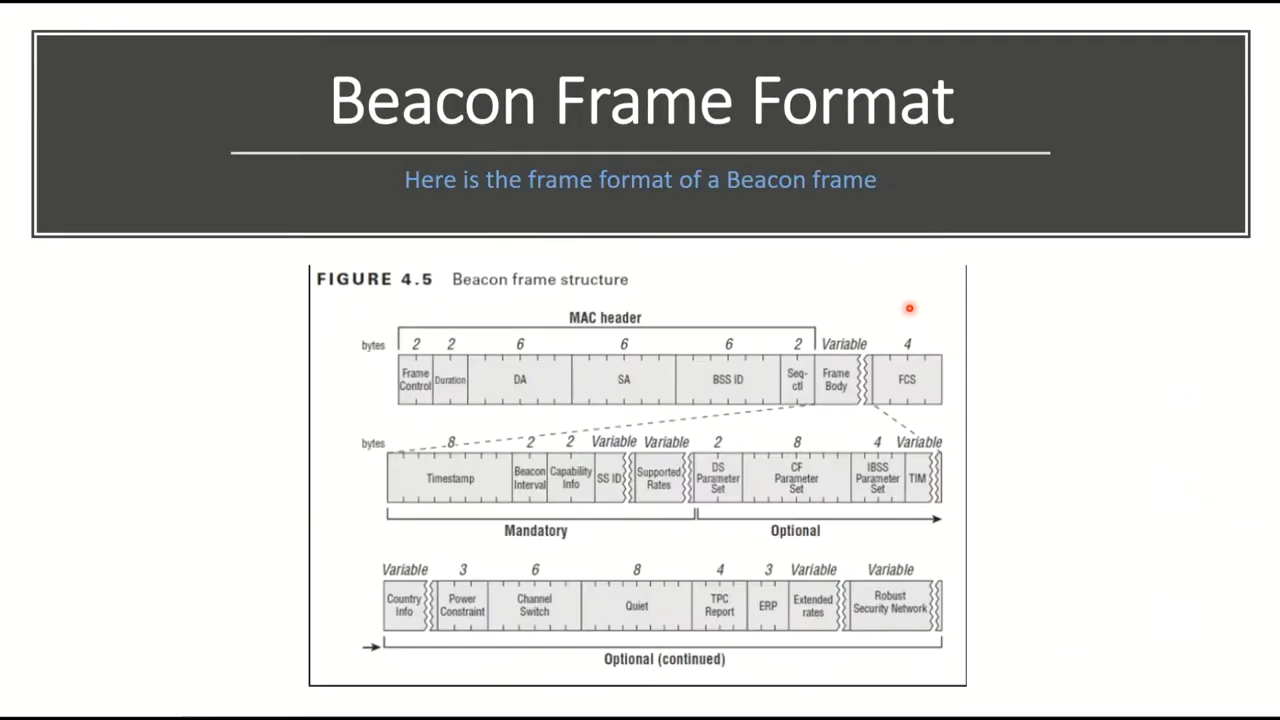 Beacon Frame Format
Here is the frame format of a Beacon frame
FIGURE 4.5 Beacon frame structure
MAC header
bytes 2 2 6 6 6 2 Variable 4
Frame Control Duration DA SA BSS ID Seq-ctl Frame Body FCS
bytes 8 2 2 Variable Variable 2 8 4 Variable
Timestamp Beacon Interval Capability Info SS ID Supported Rates DS Parameter Set CF Parameter Set IBSS Parameter Set TIM
Mandatory Optional
Variable 3 6 8 4 3 Variable Variable
Country Info Power Constraint Channel Switch Quiet TPC Report ERP Extended rates Robust Security Network
Optional (continued)